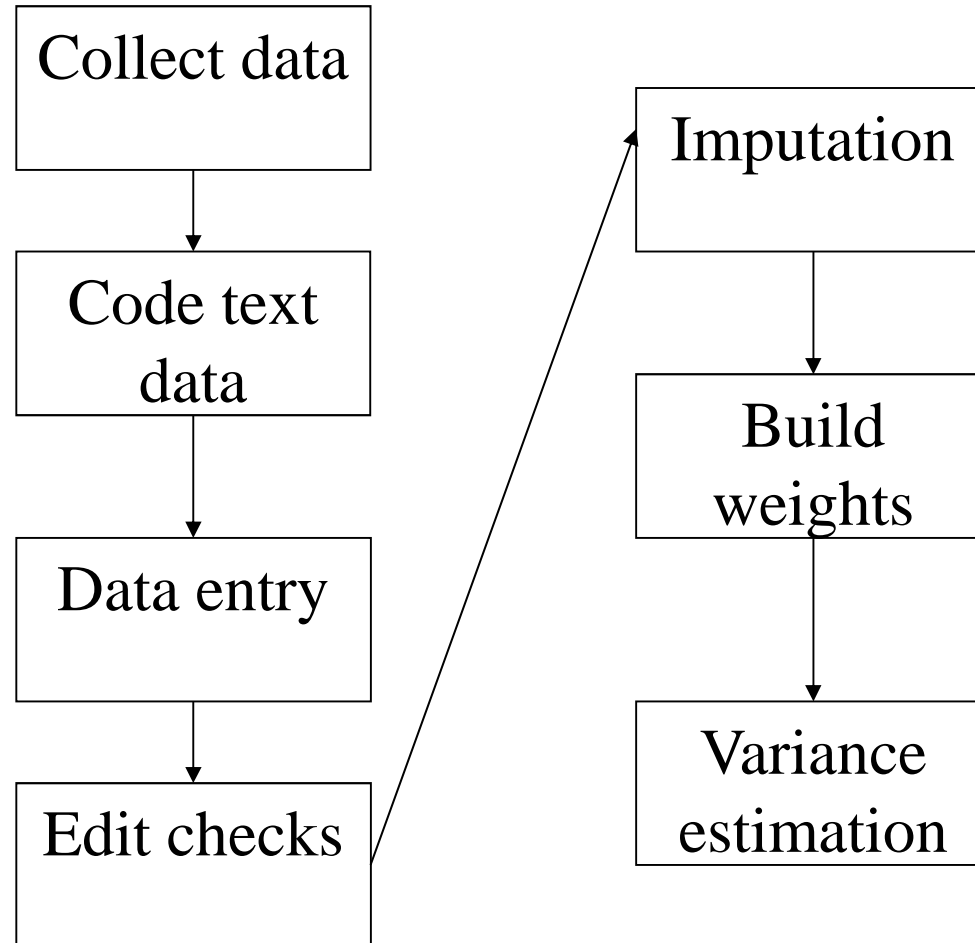 Collect data
Code text
data
Data entry
Edit checks
Imputation
Build
weights
Variance
estimation